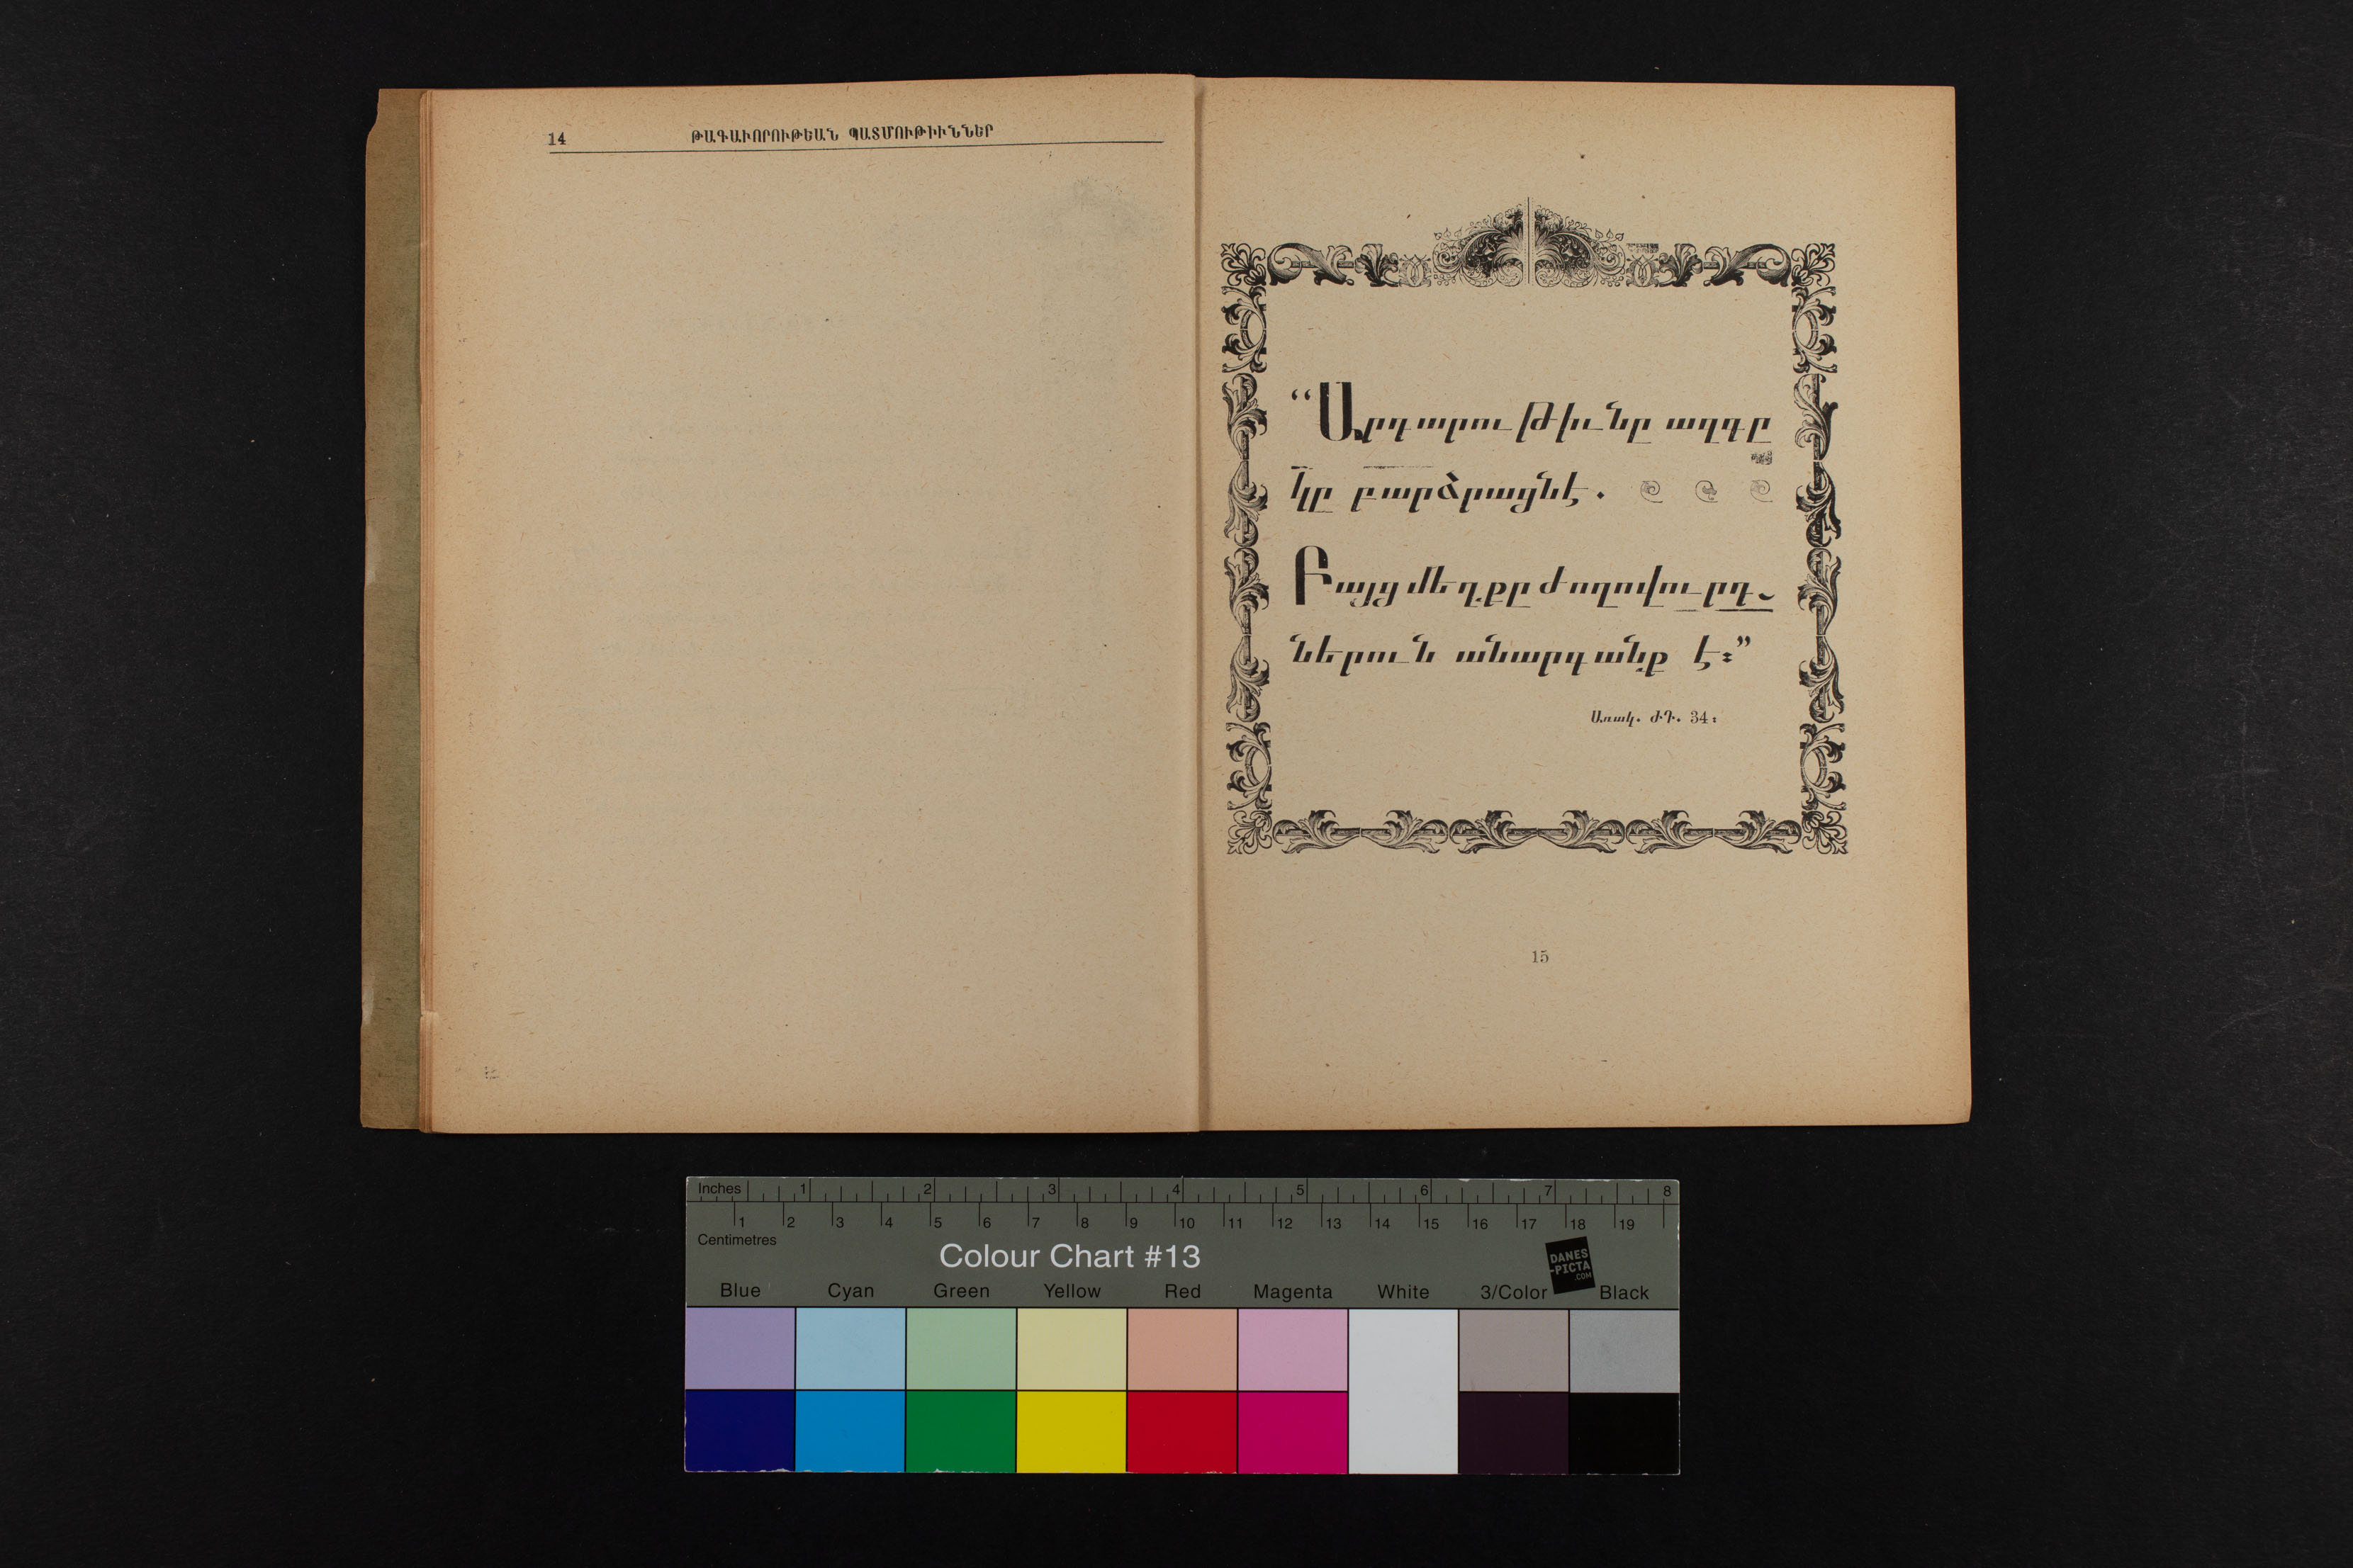 14 ԹԱԳԱՒՈՐՈՒԹԵԱՆ ՊԱՏՄՈՒԹԻՒՆՆԵՐ
“Արդարութիւնը ազգը
կը բարձրացնէ.
Բայց մեղքը ժողովուրդ֊
ներուն անարգանք է։”
Առակ. ԺԴ. 34։
15
Inches 1 2 3 4 5 6 7 8
1 2 3 4 5 6 7 8 9 10 11 12 13 14 15 16 17 18 19
Centimetres
Colour Chart #13
DANES
-PICTA
.COM
Blue Cyan Green Yellow Red Magenta White 3/Color Black